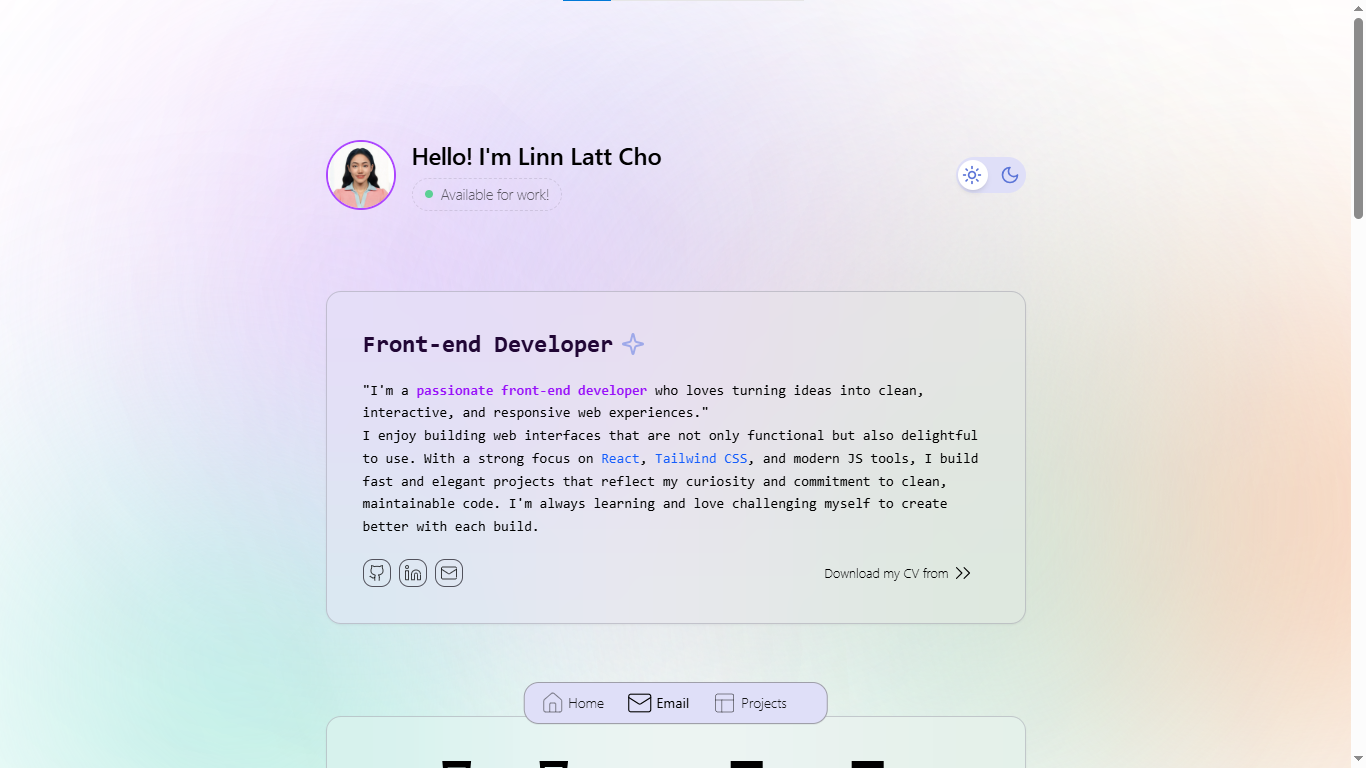 Hello! I'm Linn Latt Cho
Available for work!
Front-end Developer
"I'm a passionate front-end developer who loves turning ideas into clean,
interactive, and responsive web experiences."
I enjoy building web interfaces that are not only functional but also delightful
to use. With a strong focus on React, Tailwind CSS, and modern JS tools, I build
fast and elegant projects that reflect my curiosity and commitment to clean,
maintainable code. I'm always learning and love challenging myself to create
better with each build.
in
Download my CV from
Home Email Projects